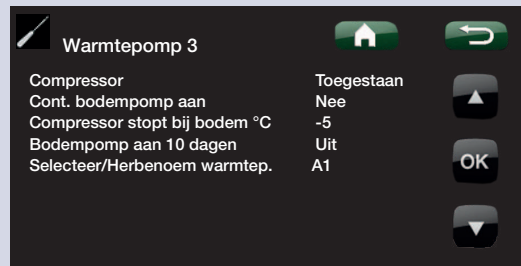 Warmtepomp 3
Compressor Toegestaan
Cont. bodempomp aan Nee
Compressor stopt bij bodem °C -5
Bodempomp aan 10 dagen Uit
Selecteer/Herbenoem warmtep. A1
OK